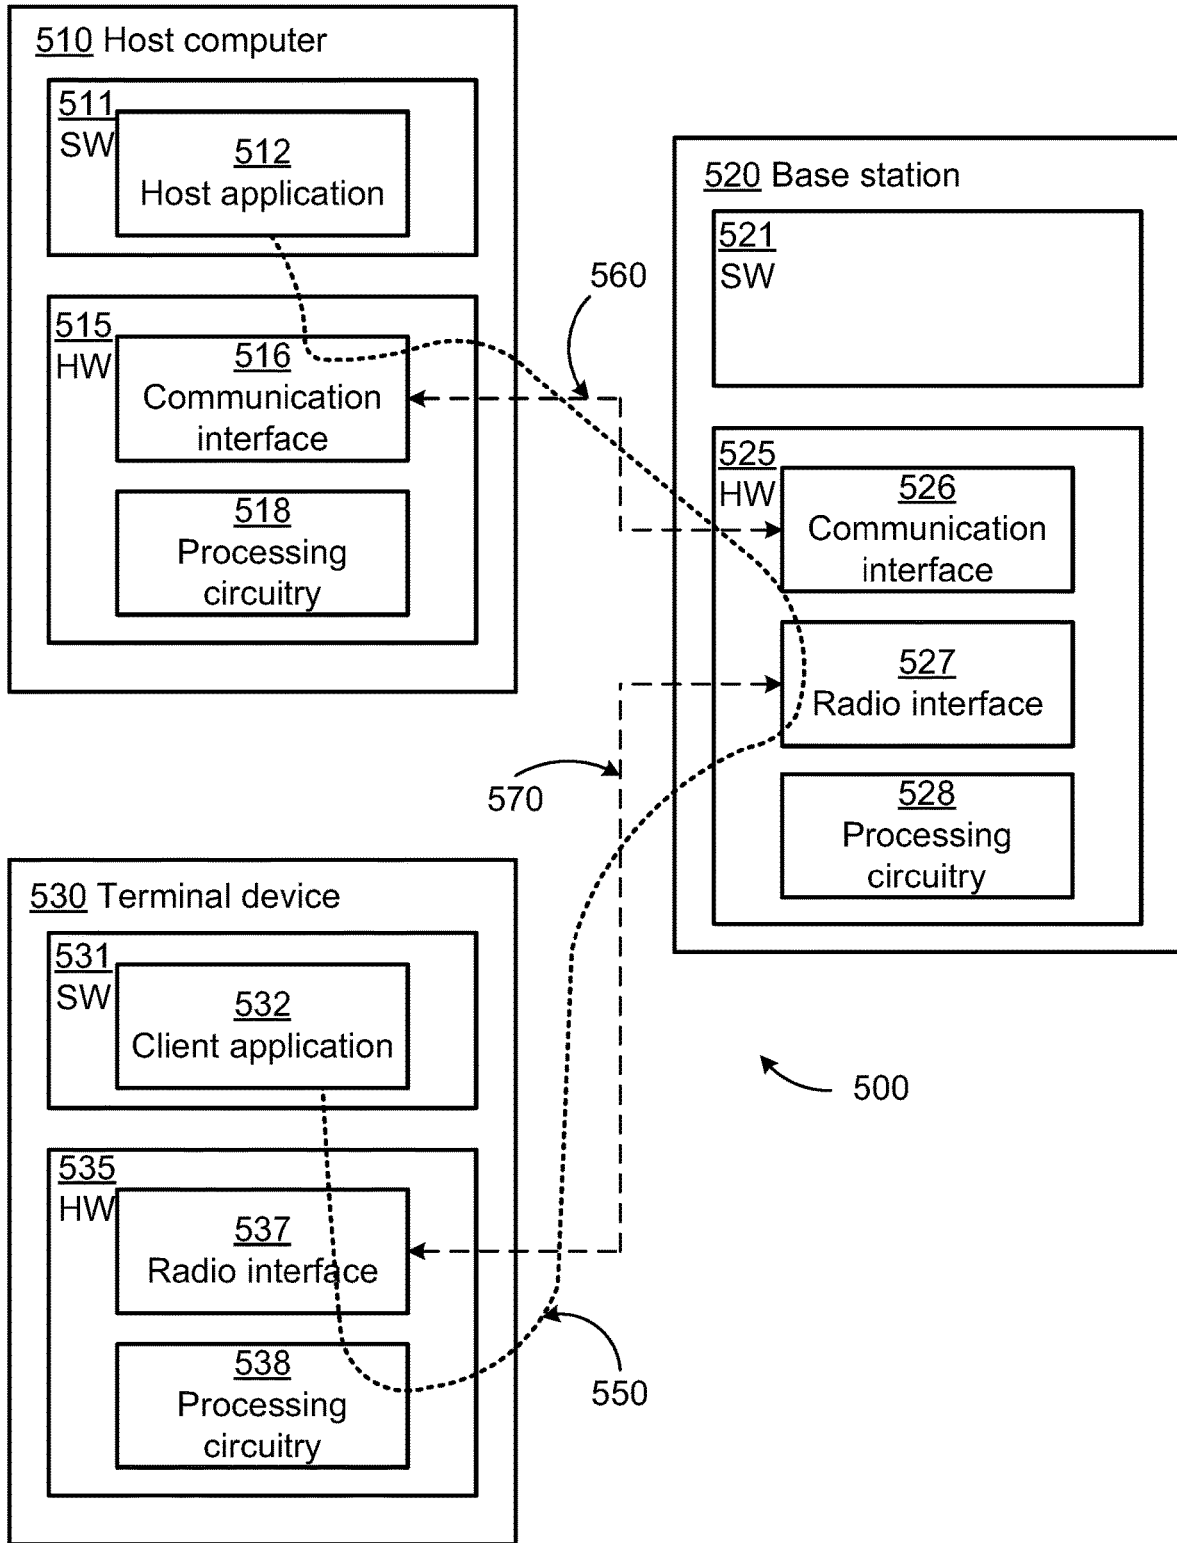 510 Host computer
511
SW
512
Host application
515
HW
516
Communication
interface
518
Processing
circuitry
560
520 Base station
521
SW
525
HW
526
Communication
interface
527
Radio interface
528
Processing
circuitry
570
530 Terminal device
531
SW
532
Client application
535
HW
537
Radio interface
538
Processing
circuitry
550
500